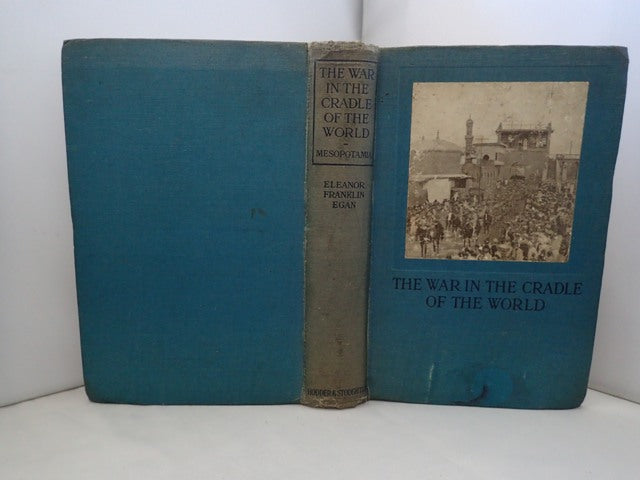 THE WAR
IN THE
CRADLE
OF THE
WORLD
-
MESOPOTAMIA
ELEANOR
FRANKLIN
EGAN
HODDER & STOUGHTON
THE WAR IN THE CRADLE
OF THE WORLD